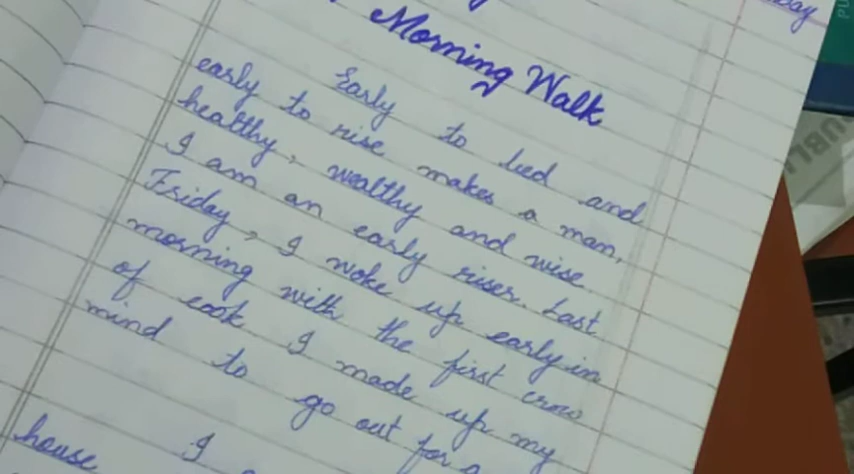 Morning Walk
Early to bed and
early to rise makes a man,
healthy, wealthy and wise.
I am an early riser. Last
Friday, I woke up early in
morning with the first crow
of cook I made up my
mind to go out for a
house I